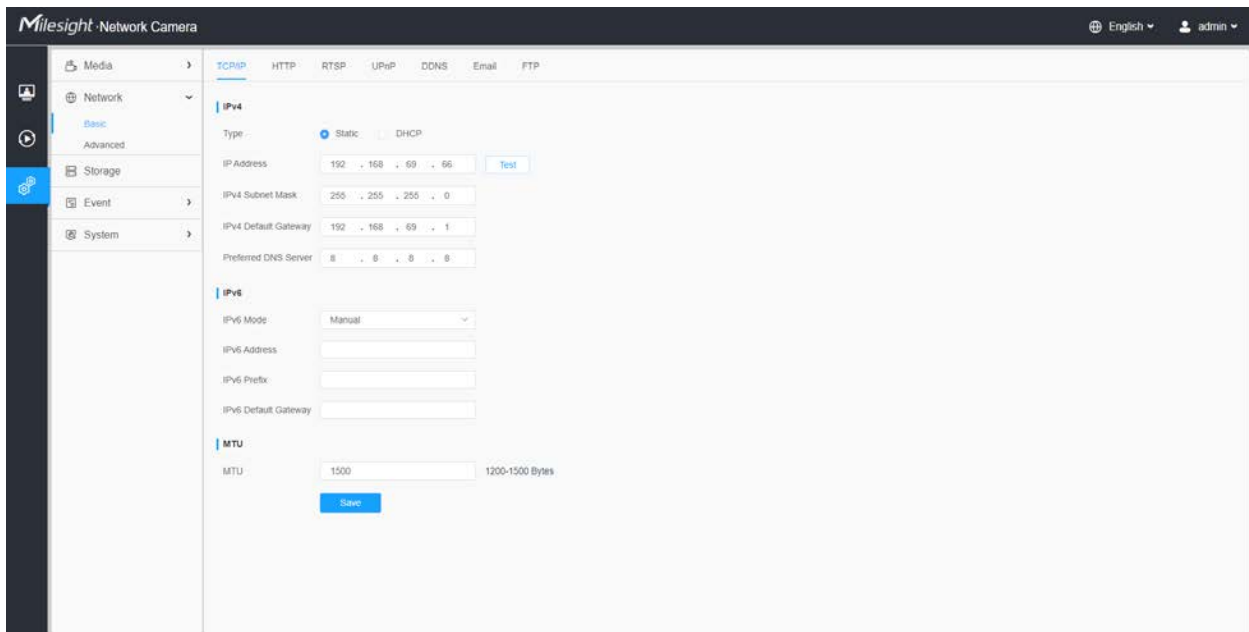 Milesight · Network Camera
English
admin
Media
TCP/IP HTTP RTSP UPnP DDNS Email FTP
Network
Basic
Advanced
Storage
Event
System
IPv4
Type Static DHCP
IP Address 192 . 168 . 69 . 66 Test
IPv4 Subnet Mask 255 . 255 . 255 . 0
IPv4 Default Gateway 192 . 168 . 69 . 1
Preferred DNS Server 8 . 8 . 8 . 8
IPv6
IPv6 Mode Manual
IPv6 Address
IPv6 Prefix
IPv6 Default Gateway
MTU
MTU 1500 1200-1500 Bytes
Save